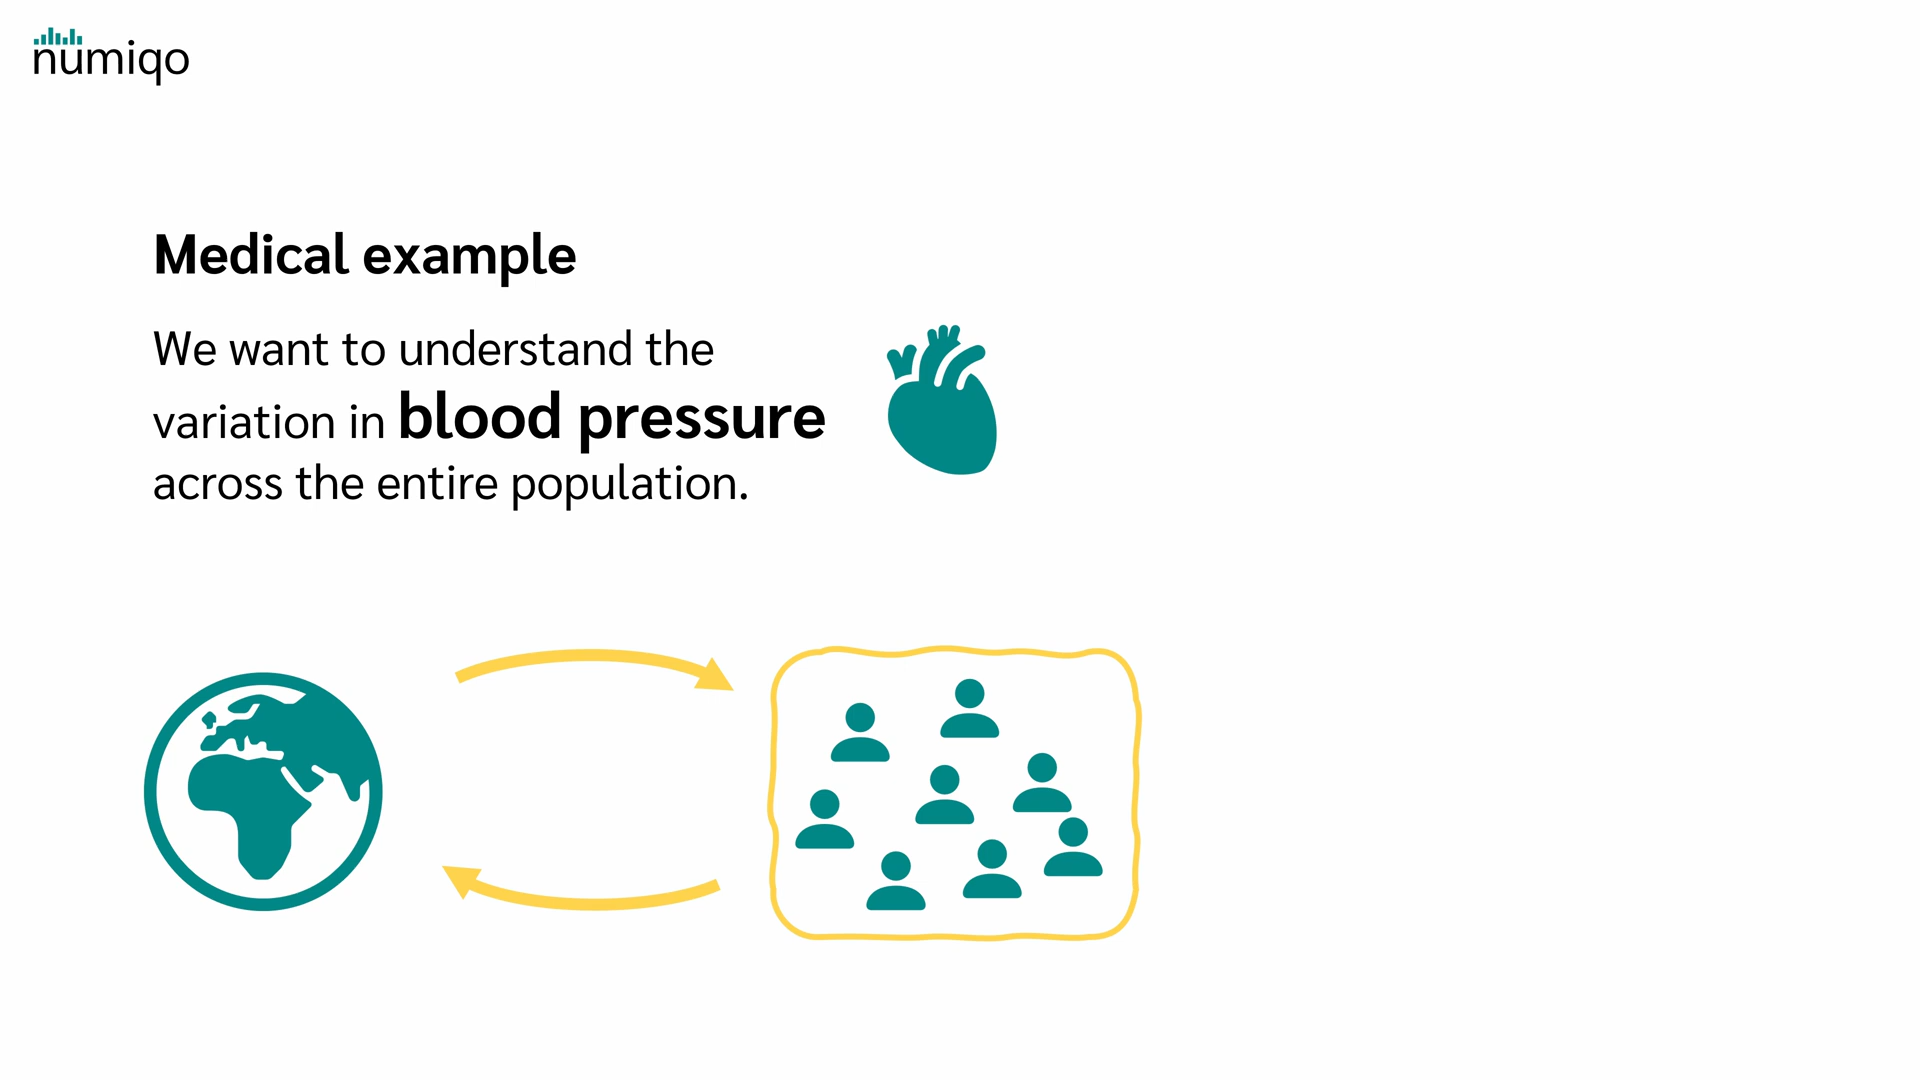 numiqo
Medical example
We want to understand the
variation in blood pressure
across the entire population.